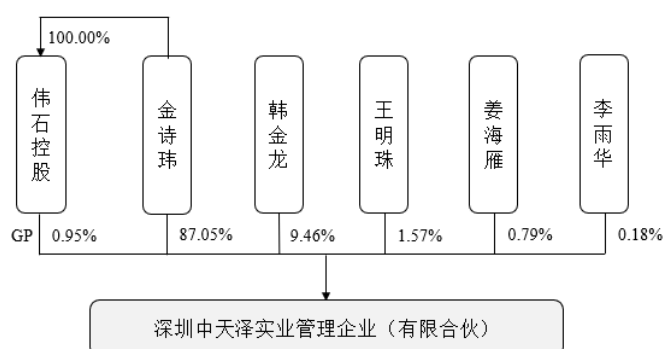 100.00%
伟石控股
金诗玮
韩金龙
王明珠
姜海雁
李雨华
GP 0.95% 87.05% 9.46% 1.57% 0.79% 0.18%
深圳中天泽实业管理企业（有限合伙）